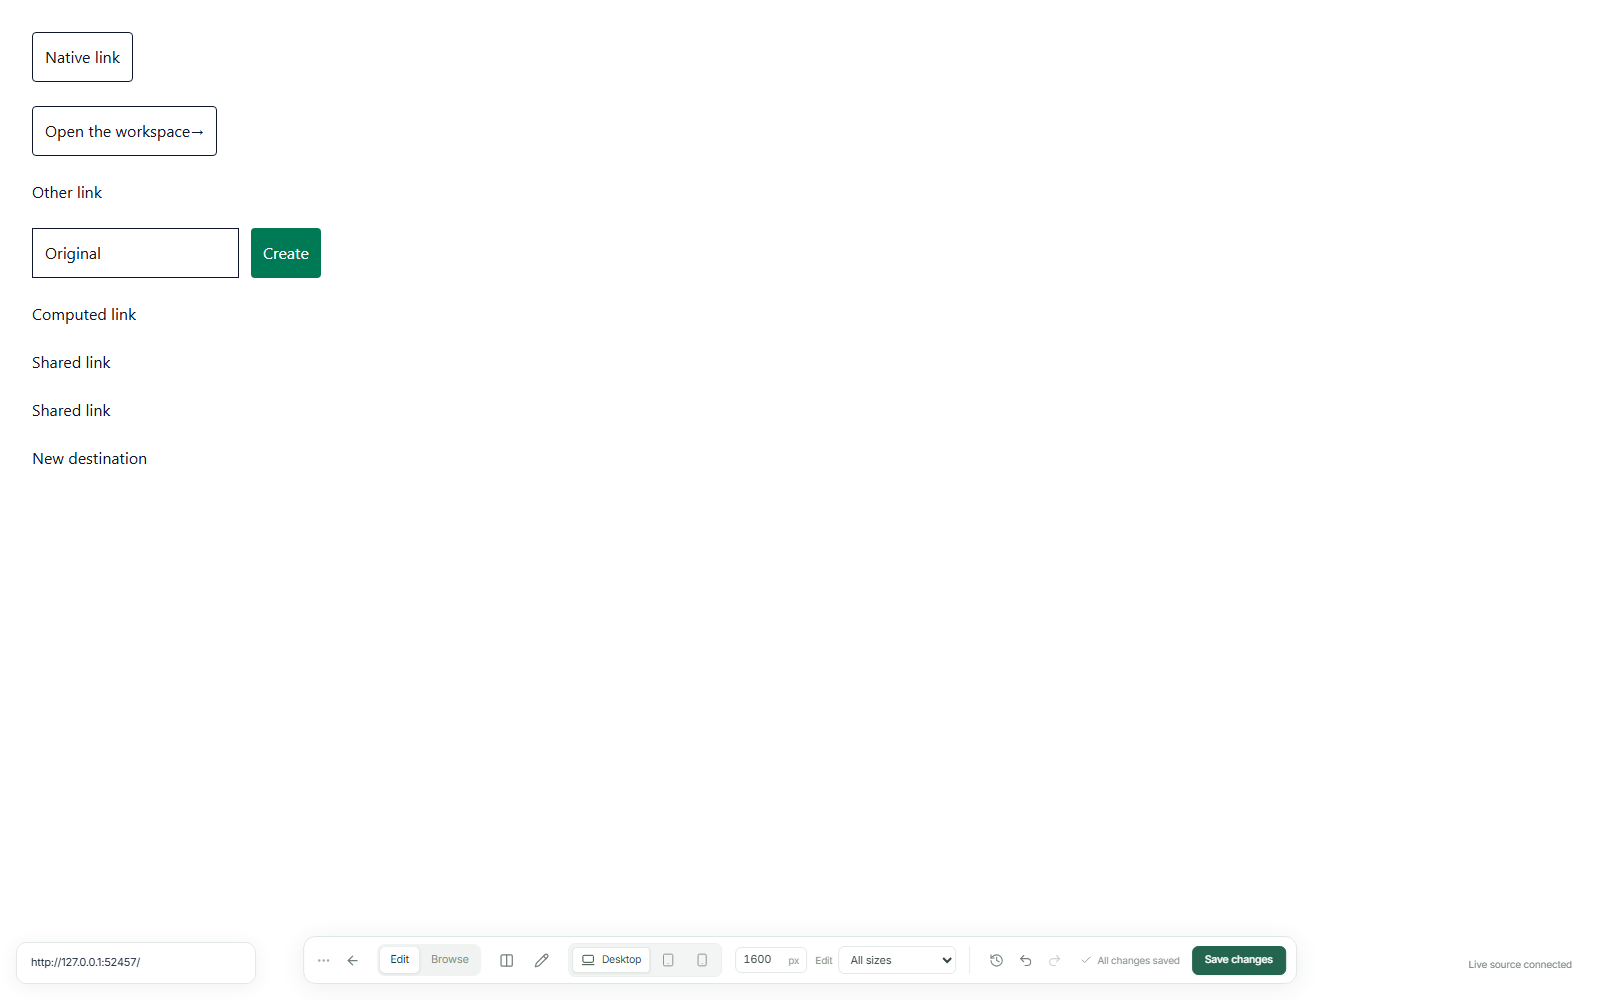 Native link
Open the workspace→
Other link
Original
Create
Computed link
Shared link
Shared link
New destination
http://127.0.0.1:52457/
Edit
Browse
Desktop
1600 px
Edit
All sizes
All changes saved
Save changes
Live source connected